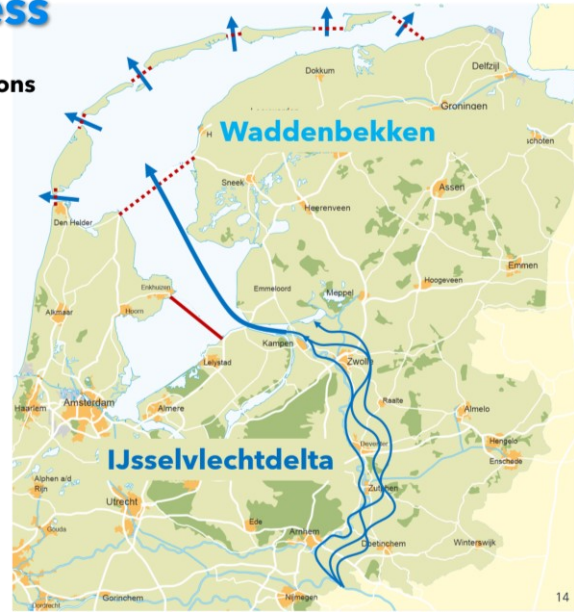 ess
ons
Dokkum
Delfzijl
Groningen
Waddenbekken
schoten
Sneek
Assen
Heerenveen
Den Helder
Emmen
Emmeloord
Meppel
Hoogeveen
Enkhuizen
Alkmaar
Hoorn
Kampen
Lelystad
Zwolle
Haarlem
Amsterdam
Almere
Raalte
Almelo
Deventer
Hengelo
IJsselvlechtdelta
Enschede
Alphen a/d
Rijn
Zutphen
Utrecht
Gouda
Ede
Arnhem
Doetinchem
Winterswijk
Gorinchem
Nijmegen
14